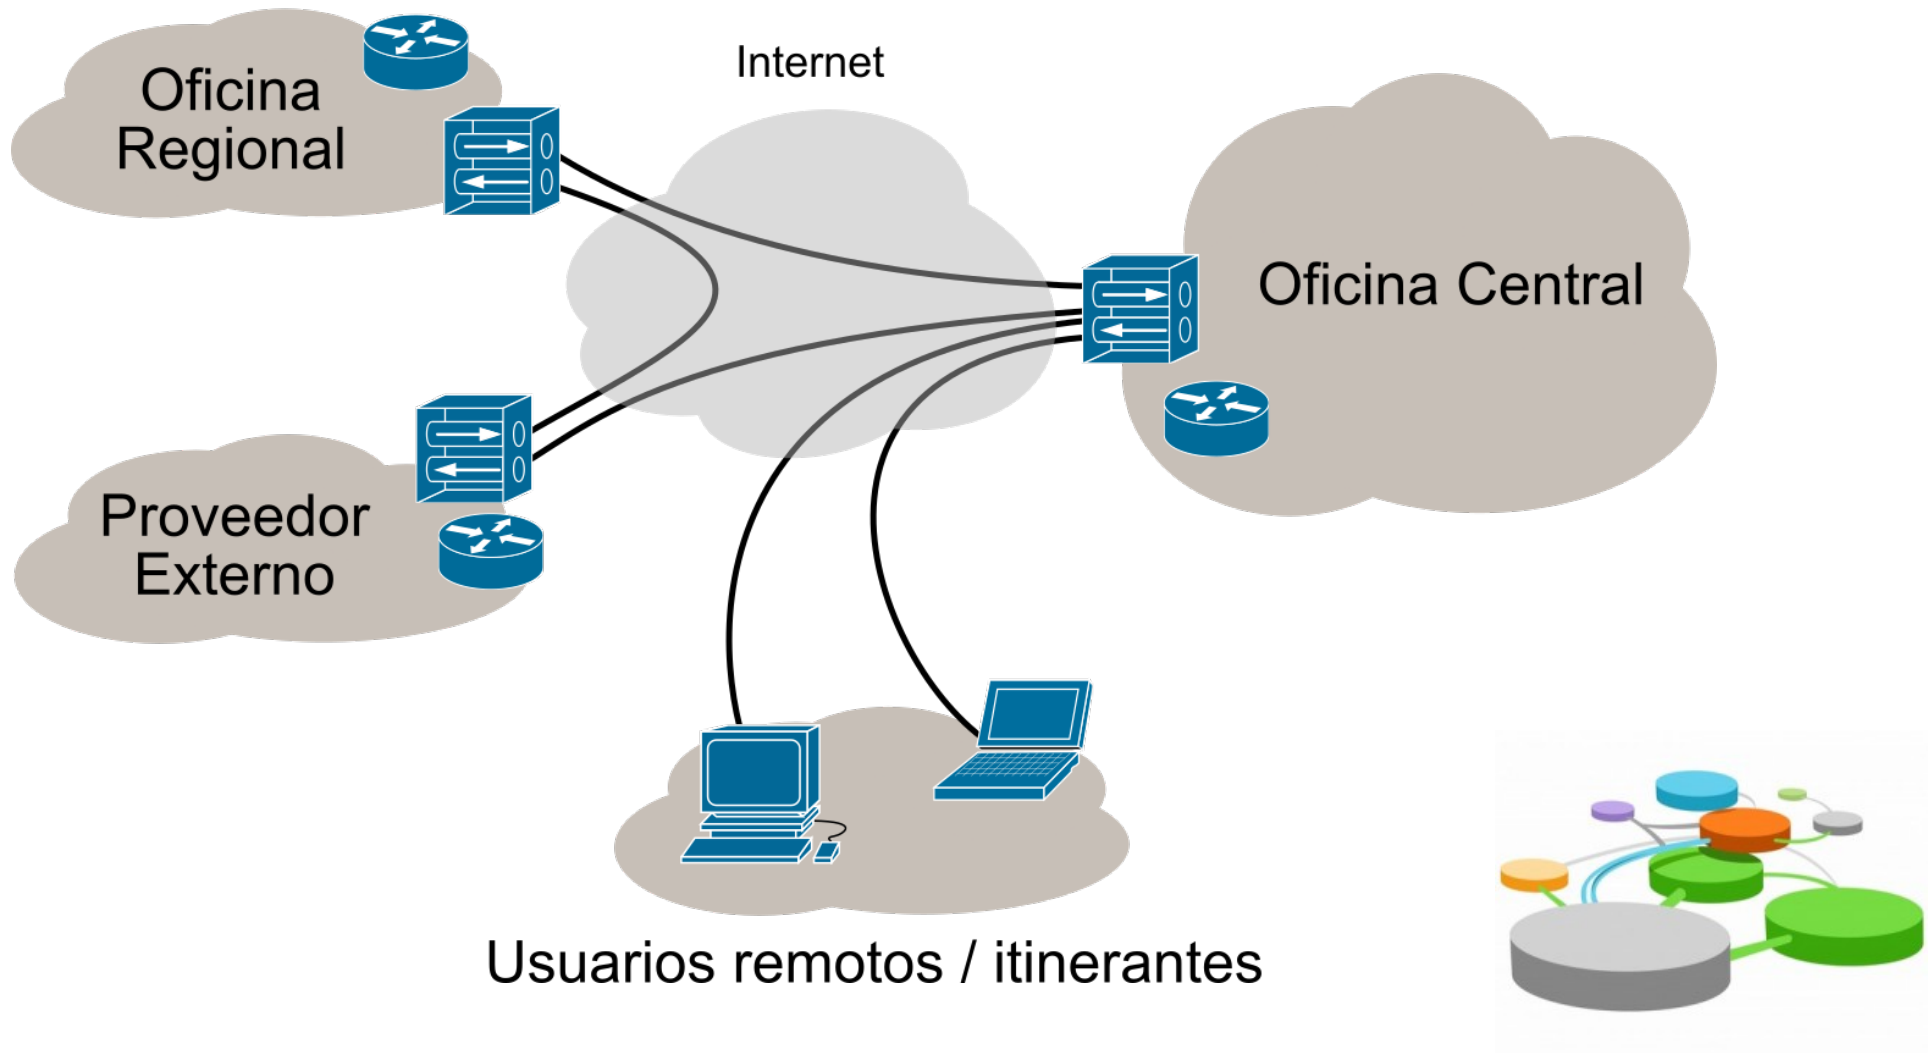 Internet
Oficina
Regional
Oficina Central
Proveedor
Externo
Usuarios remotos / itinerantes